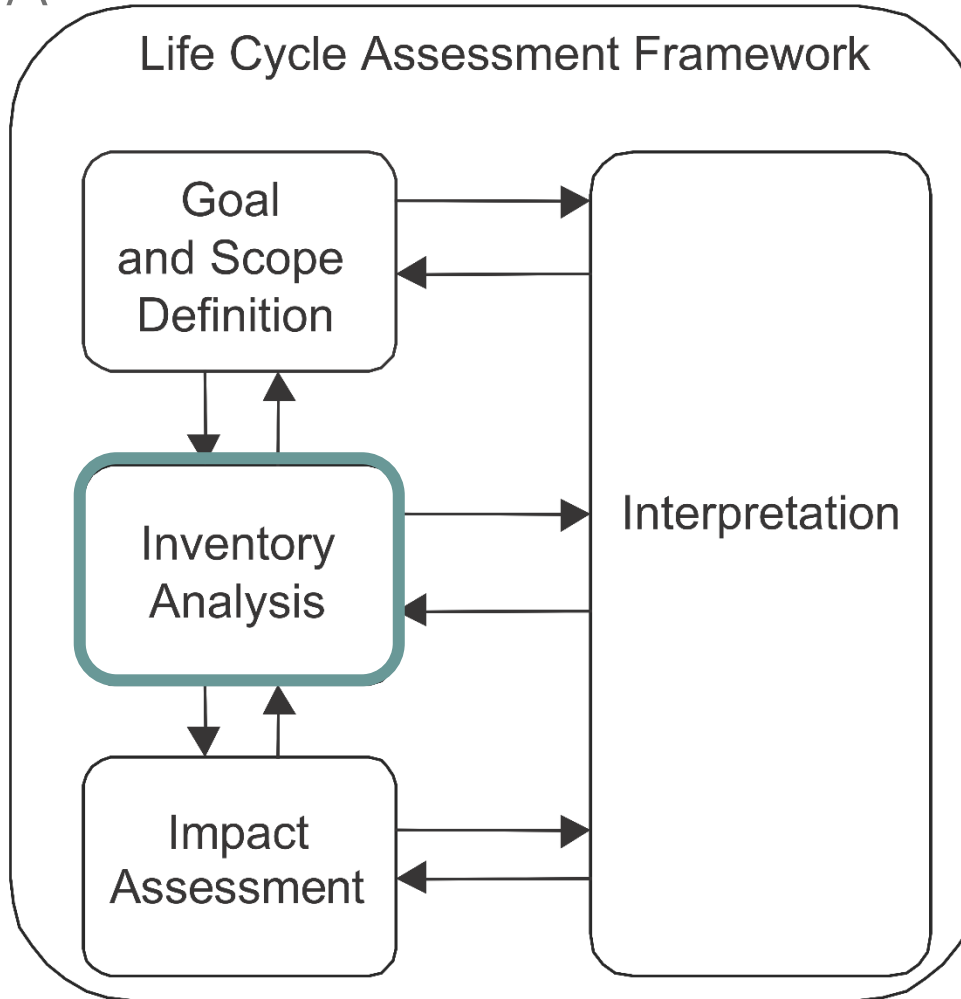 Life Cycle Assessment Framework
Goal
and Scope
Definition
Inventory
Analysis
Interpretation
Impact
Assessment